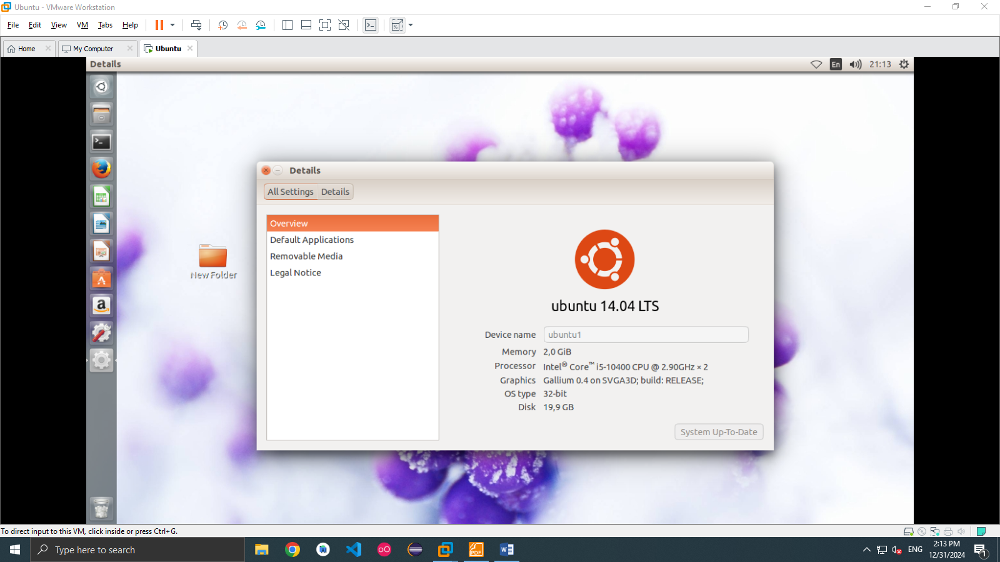 Ubuntu - VMware Workstation
File Edit View VM Tabs Help
Home My Computer Ubuntu
Details En 21:13
Details
All Settings Details
Overview
Default Applications
Removable Media
Legal Notice
New Folder
ubuntu 14.04 LTS
Device name ubuntu1
Memory 2,0 GiB
Processor Intel® Core™ i5-10400 CPU @ 2.90GHz × 2
Graphics Gallium 0.4 on SVGA3D; build: RELEASE;
OS type 32-bit
Disk 19,9 GB
System Up-To-Date
To direct input to this VM, click inside or press Ctrl+G.
Type here to search
PDF
ENG
2:13 PM
12/31/2024
1